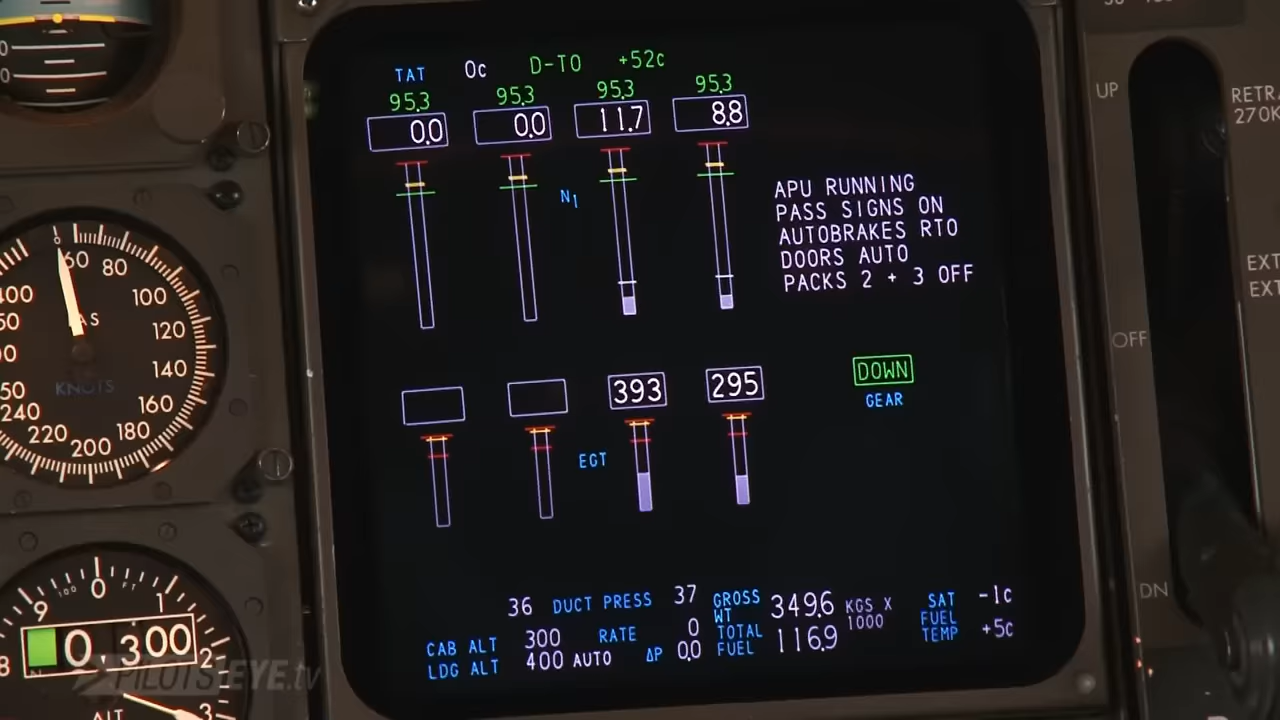 TAT 0c D-TO +52c
95.3 95.3 95.3 95.3
0.0 0.0 11.7 8.8
N1
APU RUNNING
PASS SIGNS ON
AUTOBRAKES RTO
DOORS AUTO
PACKS 2 + 3 OFF
393 295
EGT
DOWN
GEAR
36 DUCT PRESS 37
CAB ALT 300 RATE 0
LDG ALT 400 AUTO ΔP 0.0
GROSS WT 349.6 KGS X 1000
TOTAL FUEL 116.9
SAT -1c
FUEL TEMP +5c
60
80
100
120
140
160
180
200
220
240
KNOTS
9 0 1
100 FT
0 300
8 2
3
ALT
PILOTSEYE.tv
UP
RETRA
270K
EXT
EXT
OFF
DN